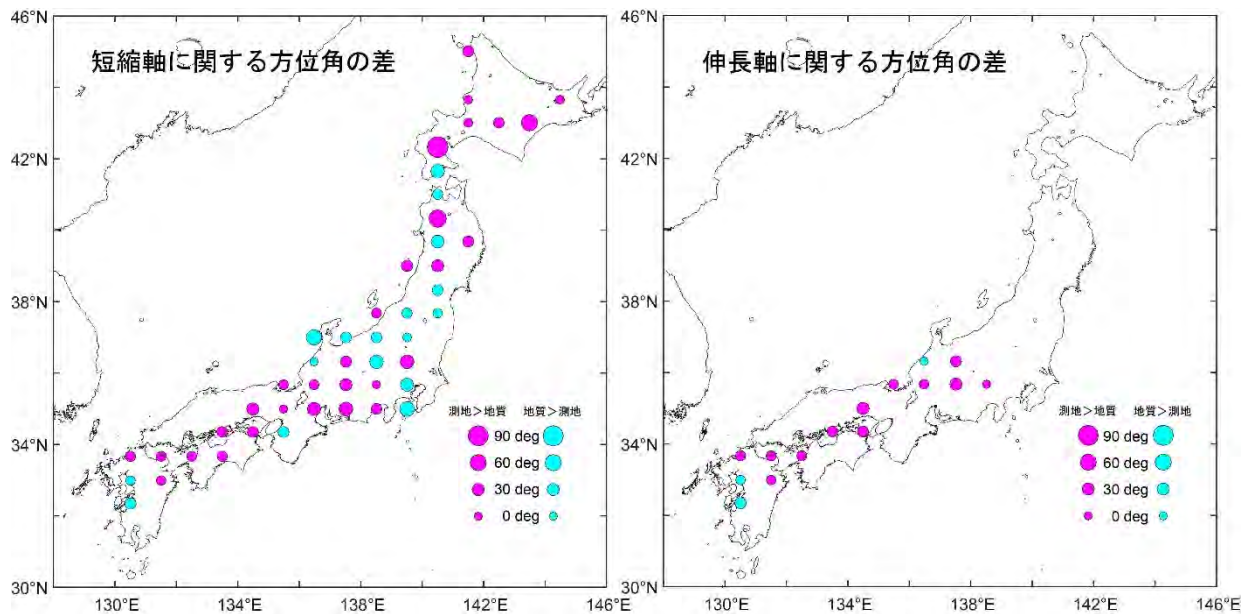 46°N
短縮軸に関する方位角の差
42°N
38°N
34°N
30°N
測地＞地質 地質＞測地
90 deg
60 deg
30 deg
0 deg
130°E 134°E 138°E 142°E 146°E
46°N
伸長軸に関する方位角の差
42°N
38°N
34°N
30°N
測地＞地質 地質＞測地
90 deg
60 deg
30 deg
0 deg
130°E 134°E 138°E 142°E 146°E